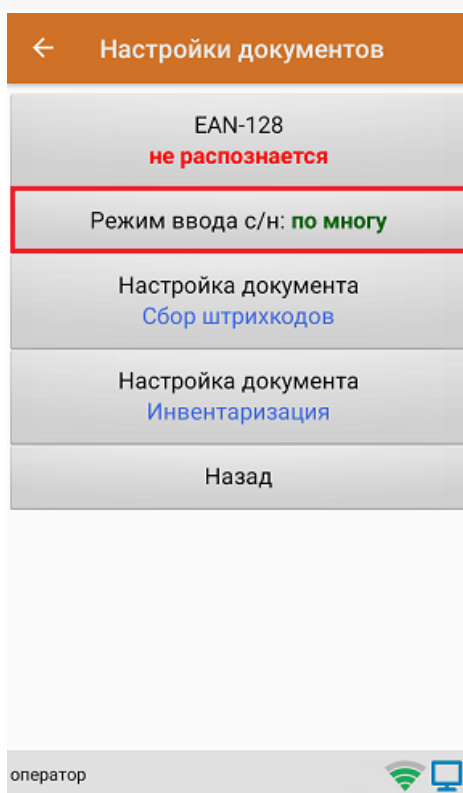 Настройки документов
EAN-128
не распознается
Режим ввода с/н: по многу
Настройка документа
Сбор штрихкодов
Настройка документа
Инвентаризация
Назад
оператор